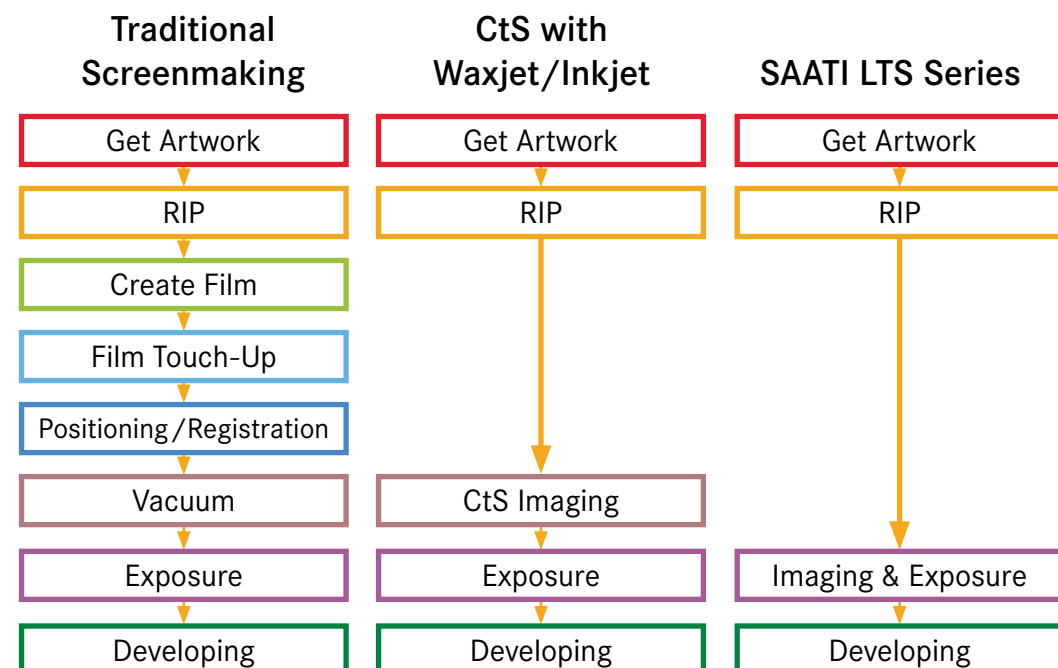 Traditional
Screenmaking
Get Artwork
RIP
Create Film
Film Touch-Up
Positioning/Registration
Vacuum
Exposure
Developing
CtS with
Waxjet/Inkjet
Get Artwork
RIP
CtS Imaging
Exposure
Developing
SAATI LTS Series
Get Artwork
RIP
Imaging & Exposure
Developing